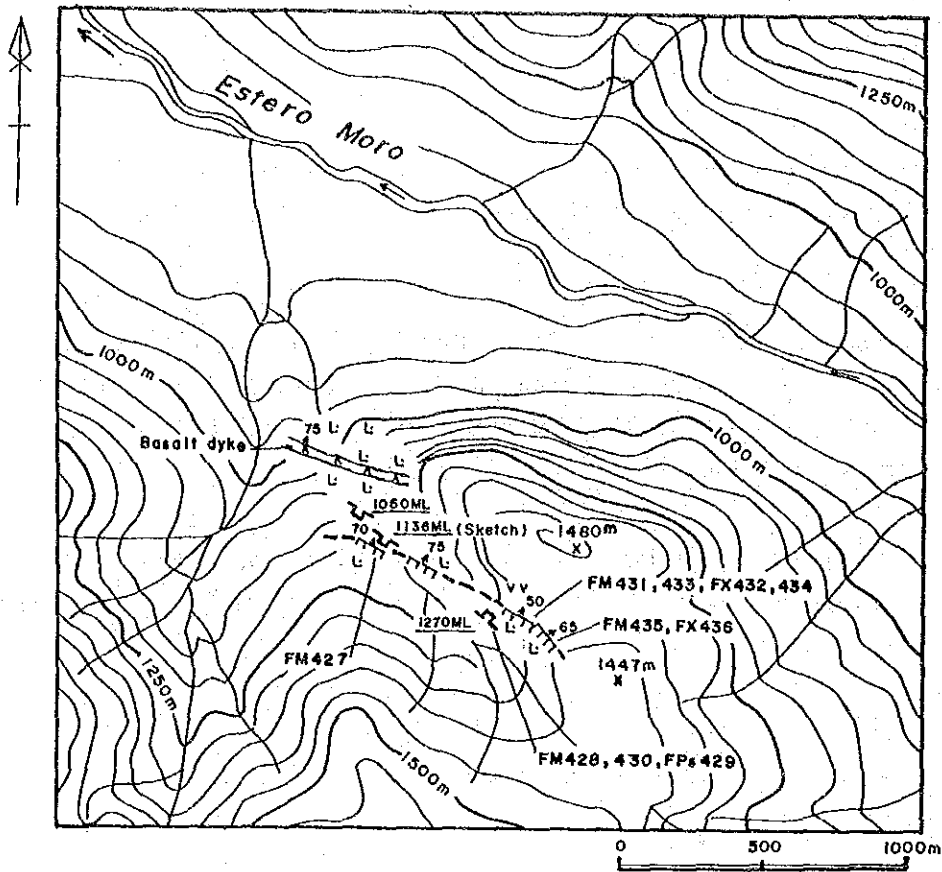 Estero Moro
1250m
1000m
1000m
Basalt dyke
75
L L
L
L
L
L
1000m
1060ML
1136ML (Sketch)
1480m
x
70
75
L
L
V V
50
FM431, 433, FX432, 434
L
65
FM435, FX436
L
1270ML
FM427
1447m
x
1250m
FM428, 430, FPs429
1500m
0 500 1000m